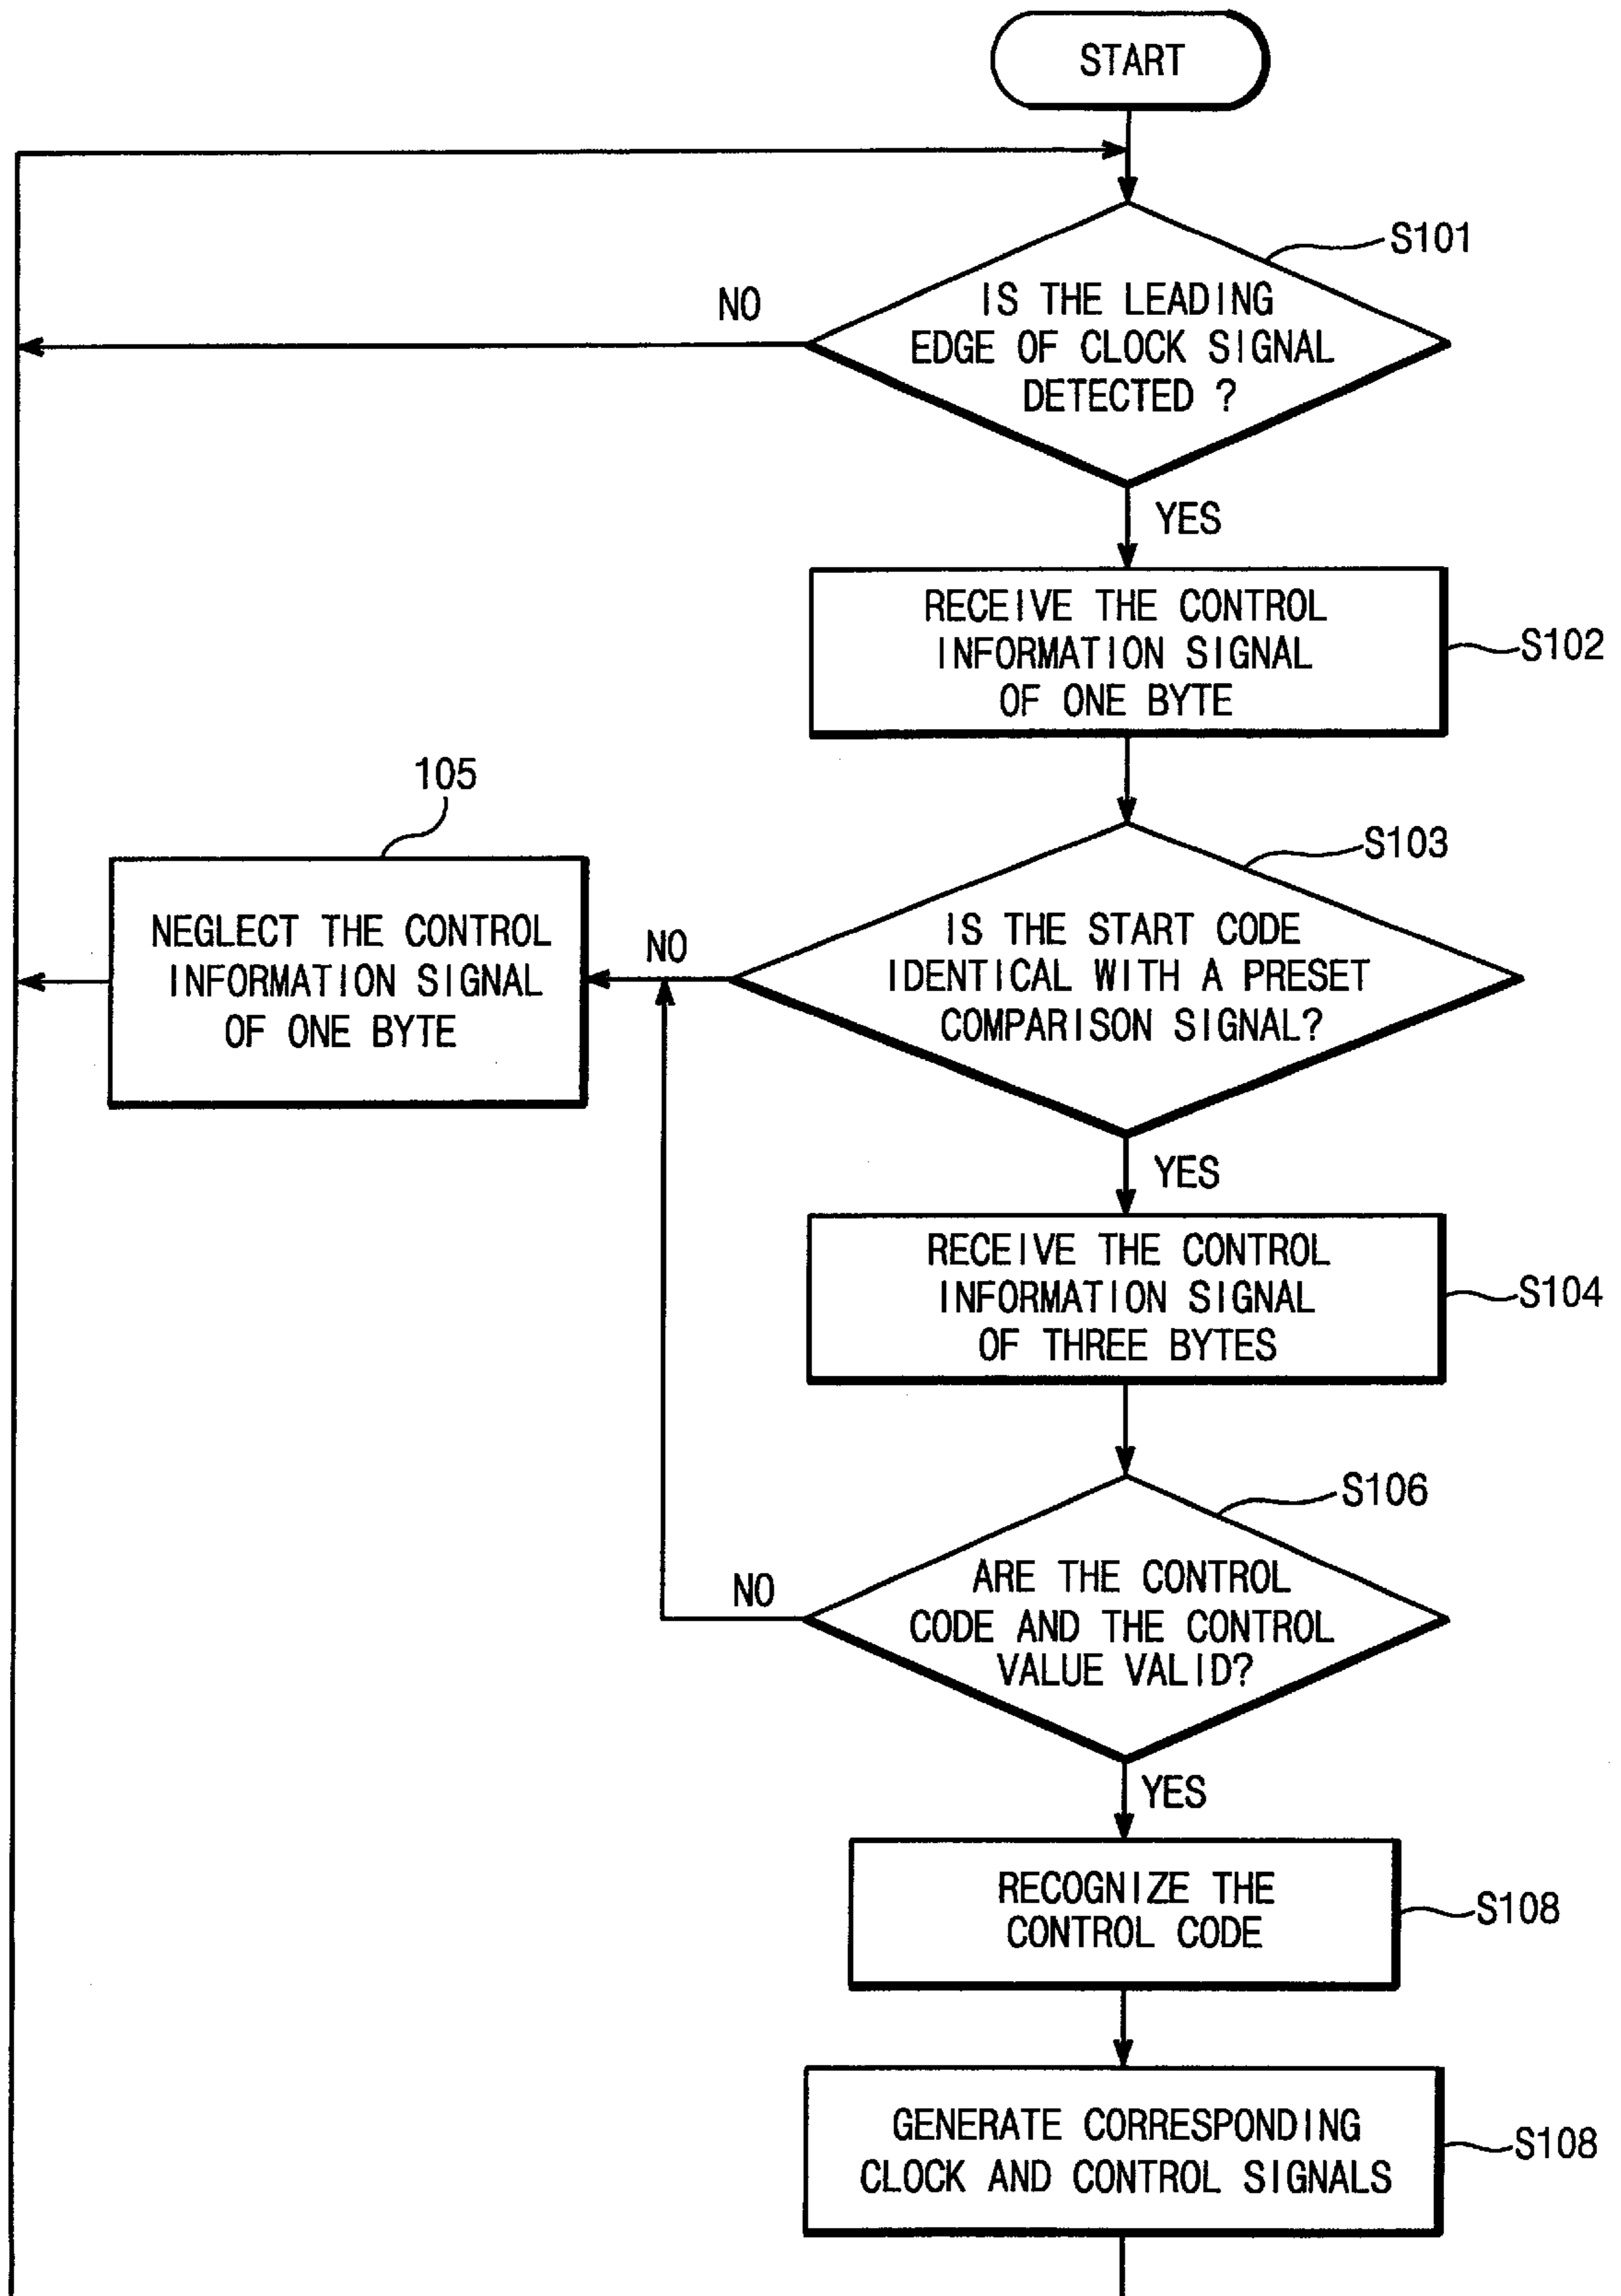 START
S101
NO
IS THE LEADING
EDGE OF CLOCK SIGNAL
DETECTED ?
YES
RECEIVE THE CONTROL
INFORMATION SIGNAL
OF ONE BYTE
S102
105
S103
NEGLECT THE CONTROL
INFORMATION SIGNAL
OF ONE BYTE
NO
IS THE START CODE
IDENTICAL WITH A PRESET
COMPARISON SIGNAL?
YES
RECEIVE THE CONTROL
INFORMATION SIGNAL
OF THREE BYTES
S104
S106
NO
ARE THE CONTROL
CODE AND THE CONTROL
VALUE VALID?
YES
RECOGNIZE THE
CONTROL CODE
S108
GENERATE CORRESPONDING
CLOCK AND CONTROL SIGNALS
S108